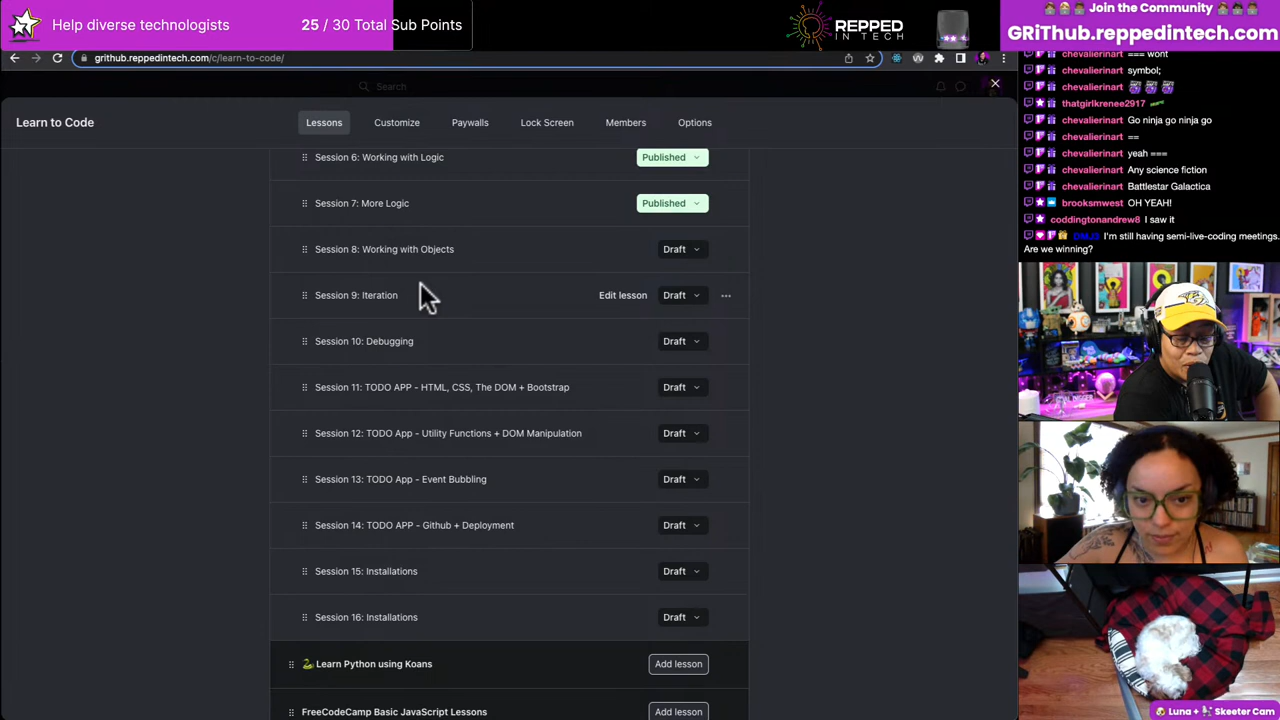 Help diverse technologists
25 / 30 Total Sub Points
REPPED
IN TECH
Join the Community
GRiThub.reppedintech.com
grithub.reppedintech.com/c/learn-to-code/
Search
Learn to Code
Lessons
Customize
Paywalls
Lock Screen
Members
Options
Session 6: Working with Logic
Published
Session 7: More Logic
Published
Session 8: Working with Objects
Draft
Session 9: Iteration
Edit lesson
Draft
Session 10: Debugging
Draft
Session 11: TODO APP - HTML, CSS, The DOM + Bootstrap
Draft
Session 12: TODO App - Utility Functions + DOM Manipulation
Draft
Session 13: TODO App - Event Bubbling
Draft
Session 14: TODO APP - Github + Deployment
Draft
Session 15: Installations
Draft
Session 16: Installations
Draft
Learn Python using Koans
Add lesson
FreeCodeCamp Basic JavaScript Lessons
Add lesson
chevalierinart === wont
chevalierinart symbol;
chevalierinart
thatgirlkrenee2917
chevalierinart Go ninja go ninja go
chevalierinart ==
chevalierinart yeah ===
chevalierinart Any science fiction
chevalierinart Battlestar Galactica
brooksmwest OH YEAH!
coddingtonandrew8 I saw it
I'm still having semi-live-coding meetings.
Are we winning?
Luna + Skeeter Cam